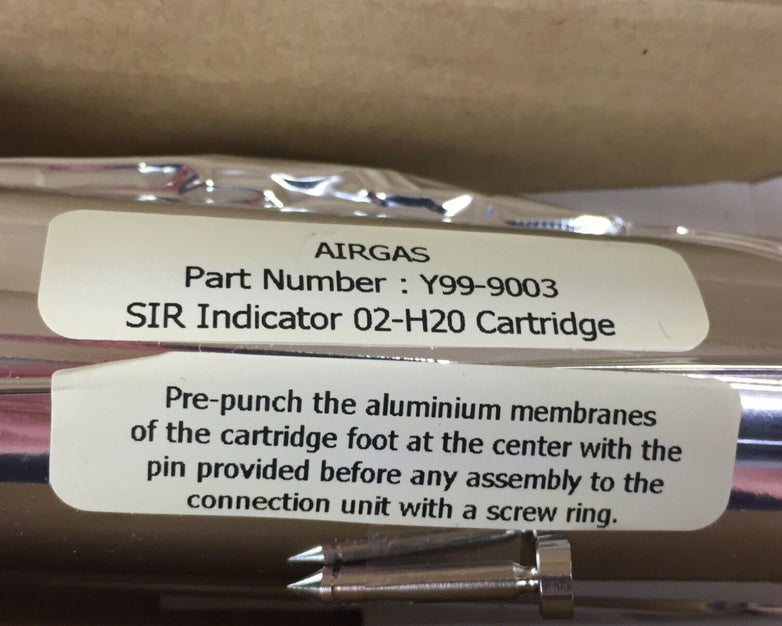 AIRGAS
Part Number : Y99-9003
SIR Indicator 02-H20 Cartridge
Pre-punch the aluminium membranes
of the cartridge foot at the center with the
pin provided before any assembly to the
connection unit with a screw ring.